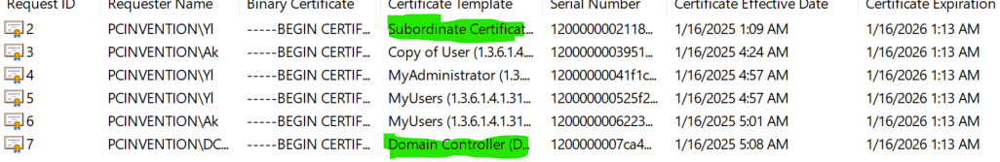 Request ID Requester Name Binary Certificate Certificate Template Serial Number Certificate Effective Date Certificate Expiration
2 PCINVENTION\Yl -----BEGIN CERTIF... Subordinate Certificat... 1200000002118... 1/16/2025 1:09 AM 1/16/2026 1:13 AM
3 PCINVENTION\Ak -----BEGIN CERTIF... Copy of User (1.3.6.1.4.... 1200000003951... 1/16/2025 4:24 AM 1/16/2026 1:13 AM
4 PCINVENTION\Yl -----BEGIN CERTIF... MyAdministrator (1.3.... 120000000041f1c... 1/16/2025 4:57 AM 1/16/2026 1:13 AM
5 PCINVENTION\Yl -----BEGIN CERTIF... MyUsers (1.3.6.1.4.1.31... 120000000525f2... 1/16/2025 4:57 AM 1/16/2026 1:13 AM
6 PCINVENTION\Ak -----BEGIN CERTIF... MyUsers (1.3.6.1.4.1.31... 1200000006223... 1/16/2025 5:01 AM 1/16/2026 1:13 AM
7 PCINVENTION\DC... -----BEGIN CERTIF... Domain Controller (D... 1200000007ca4... 1/16/2025 5:08 AM 1/16/2026 1:13 AM